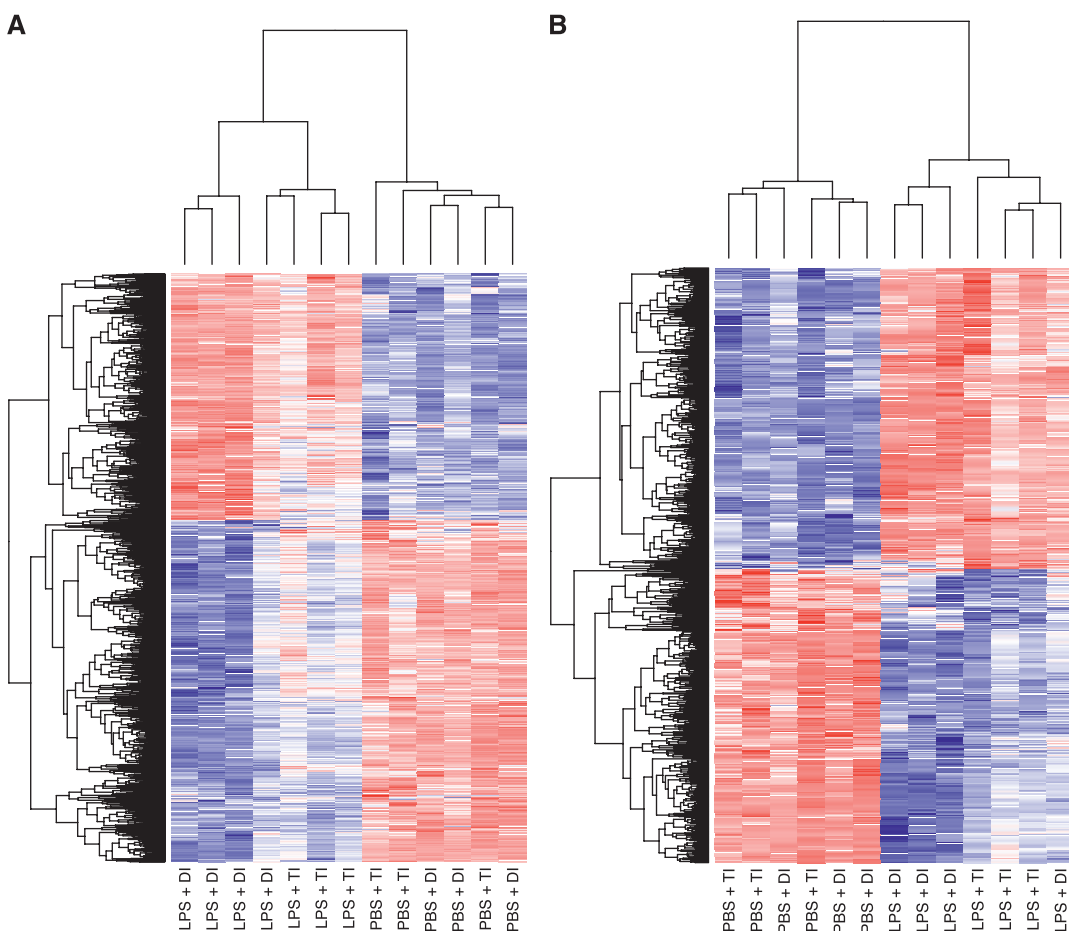 A
B
LPS + DI
LPS + DI
LPS + DI
LPS + DI
LPS + TI
LPS + TI
LPS + TI
PBS + TI
PBS + TI
PBS + DI
PBS + DI
PBS + TI
PBS + DI
PBS + TI
PBS + TI
PBS + DI
PBS + TI
PBS + DI
PBS + DI
LPS + DI
LPS + DI
LPS + DI
LPS + TI
LPS + TI
LPS + TI
LPS + DI